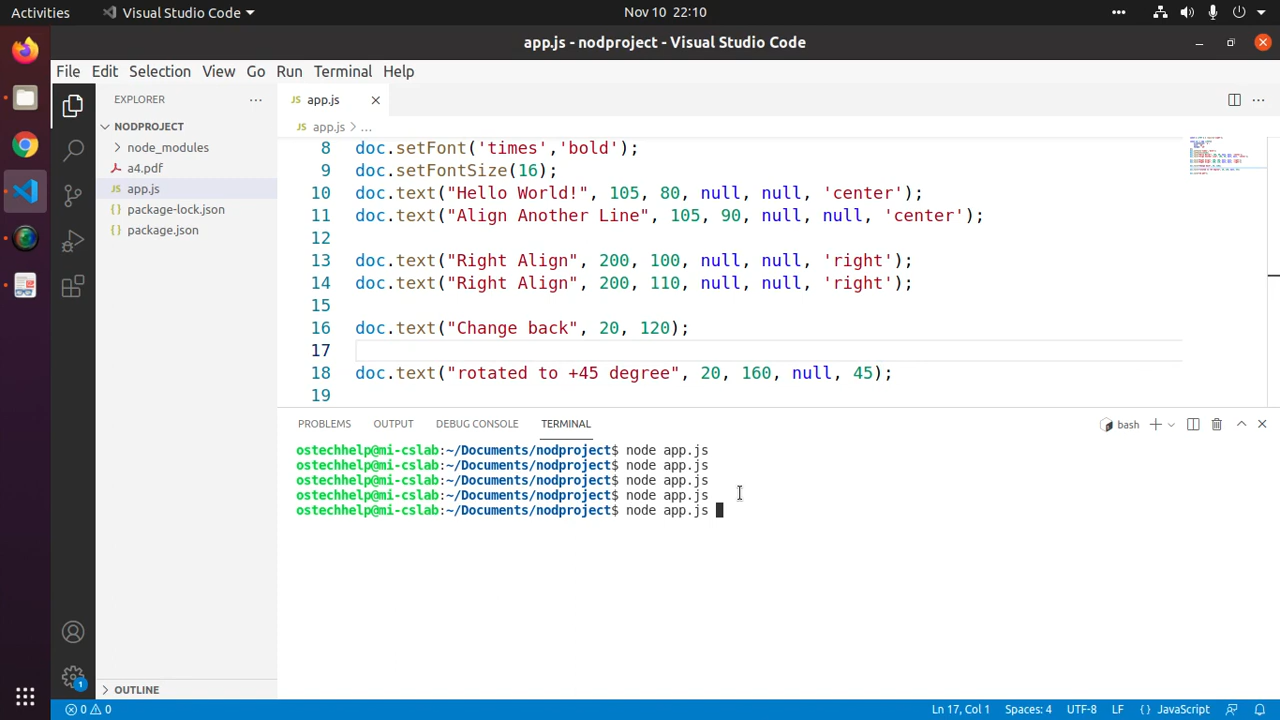 Activities
Visual Studio Code
Nov 10 22:10
app.js - nodproject - Visual Studio Code
File Edit Selection View Go Run Terminal Help
EXPLORER
NODPROJECT
node_modules
a4.pdf
JS app.js
{} package-lock.json
{} package.json
OUTLINE
JS app.js
JS app.js > ...
8 doc.setFont('times','bold');
9 doc.setFontSize(16);
10 doc.text("Hello World!", 105, 80, null, null, 'center');
11 doc.text("Align Another Line", 105, 90, null, null, 'center');
12
13 doc.text("Right Align", 200, 100, null, null, 'right');
14 doc.text("Right Align", 200, 110, null, null, 'right');
15
16 doc.text("Change back", 20, 120);
17
18 doc.text("rotated to +45 degree", 20, 160, null, 45);
19
PROBLEMS OUTPUT DEBUG CONSOLE TERMINAL
bash
ostechhelp@mi-cslab:~/Documents/nodproject$ node app.js
ostechhelp@mi-cslab:~/Documents/nodproject$ node app.js
ostechhelp@mi-cslab:~/Documents/nodproject$ node app.js
ostechhelp@mi-cslab:~/Documents/nodproject$ node app.js
ostechhelp@mi-cslab:~/Documents/nodproject$ node app.js
1
0 0
Ln 17, Col 1 Spaces: 4 UTF-8 LF {} JavaScript